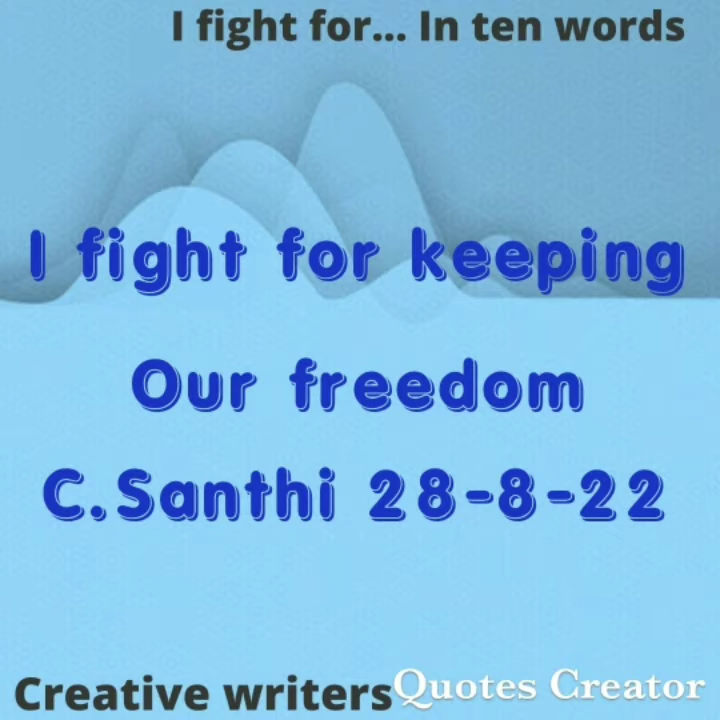 I fight for... In ten words
I fight for keeping
Our freedom
C.Santhi 28-8-22
Creative writers Quotes Creator